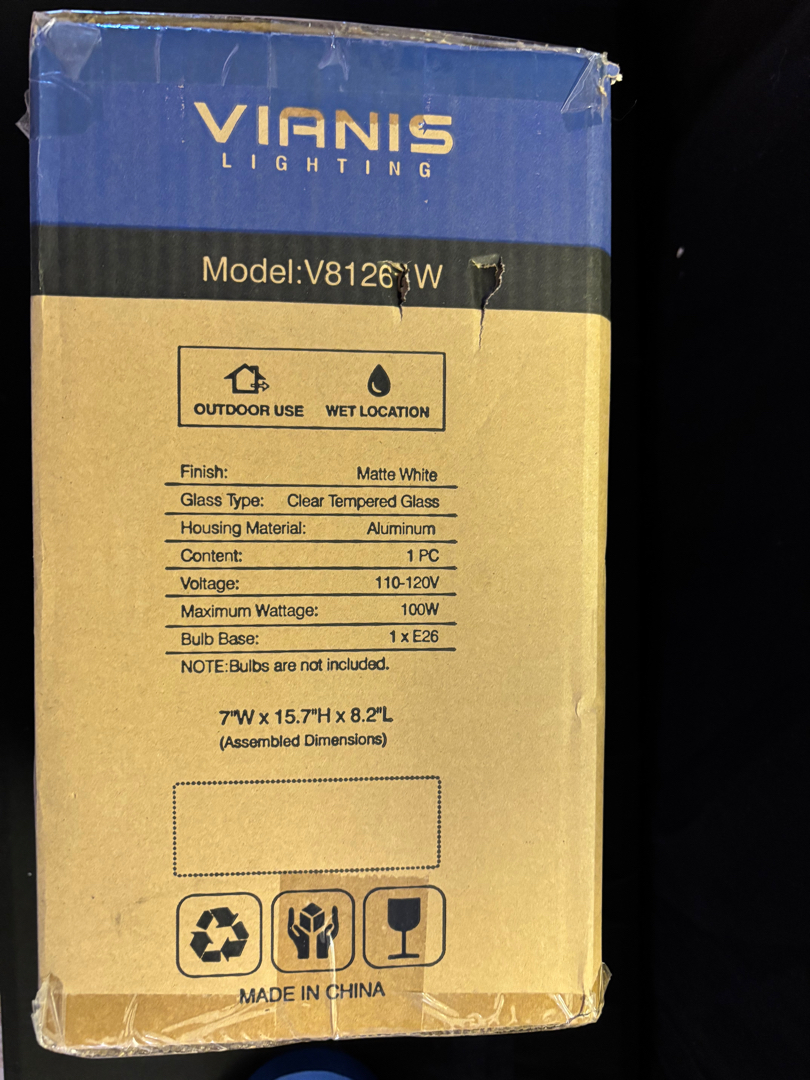 VIANIS
LIGHTING
Model:
OUTDOOR USE WET LOCATION
Finish: Matte White
Glass Type: Clear Tempered Glass
Housing Material: Aluminum
Content: 1 PC
Voltage: 110-120V
Maximum Wattage: 100W
Bulb Base: 1 x E26
NOTE:Bulbs are not included.
7"W x 15.7"H x 8.2"L
(Assembled Dimensions)
MADE IN CHINA